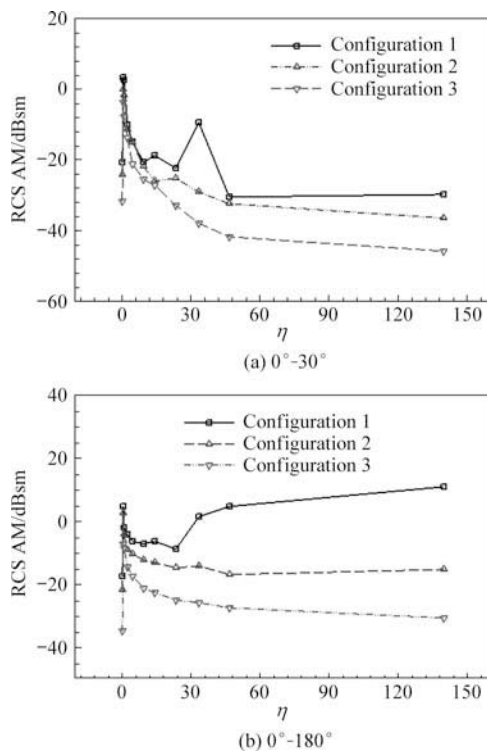 20
0
−20
−40
−60
RCS AM/dBsm
Configuration 1
Configuration 2
Configuration 3
0 30 60 90 120 150
η
(a) 0°-30°
40
20
0
−20
−40
RCS AM/dBsm
Configuration 1
Configuration 2
Configuration 3
0 30 60 90 120 150
η
(b) 0°-180°